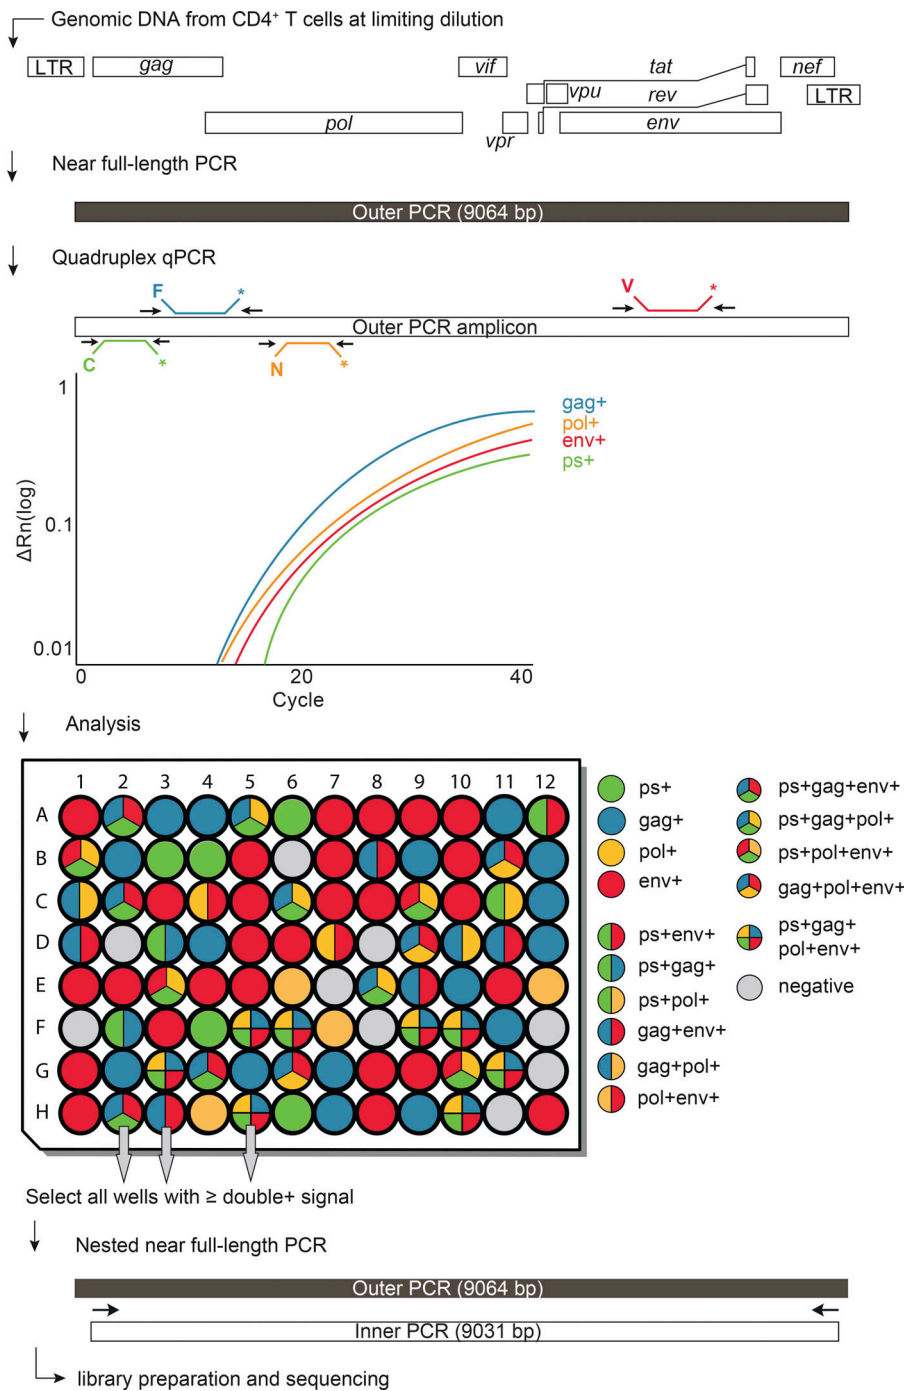 Genomic DNA from CD4⁺ T cells at limiting dilution
LTR gag vif tat nef
vpu rev LTR
pol vpr env
Near full-length PCR
Outer PCR (9064 bp)
Quadruplex qPCR
F * V *
Outer PCR amplicon
C * N *
1
gag+
pol+
env+
ps+
ΔRn(log)
0.1
0.01
0 20 40
Cycle
Analysis
1 2 3 4 5 6 7 8 9 10 11 12
A
B
C
D
E
F
G
H
ps+
gag+
pol+
env+
ps+env+
ps+gag+
ps+pol+
gag+env+
gag+pol+
pol+env+
ps+gag+env+
ps+gag+pol+
ps+pol+env+
gag+pol+env+
ps+gag+
pol+env+
negative
Select all wells with ≥ double+ signal
Nested near full-length PCR
Outer PCR (9064 bp)
Inner PCR (9031 bp)
library preparation and sequencing